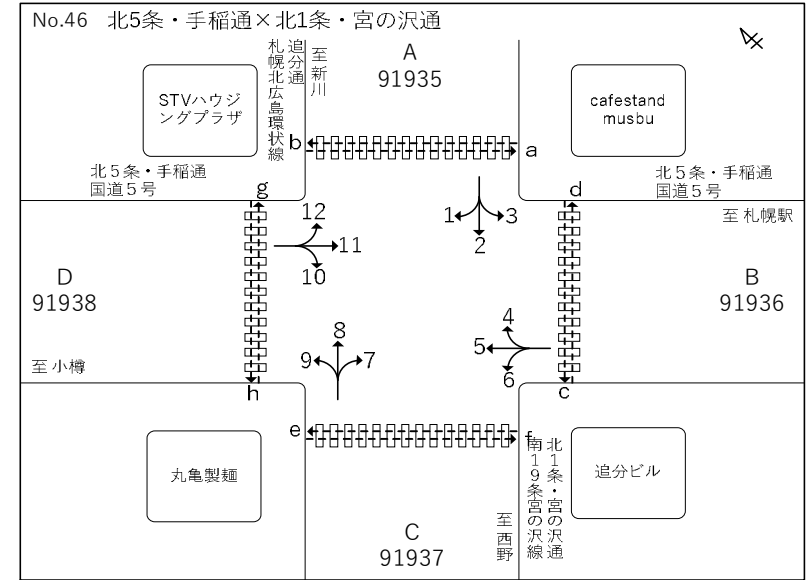 No.46 北5条・手稲通×北1条・宮の沢通
追分通
札幌北広島環状線
至新川
A
91935
STVハウジ
ングプラザ
cafestand
musbu
b
a
北５条・手稲通
国道５号
北５条・手稲通
国道５号
g
d
至 札幌駅
12
11
10
1
2
3
D
91938
B
91936
4
5
6
8
9
7
至 小樽
h
c
e
f
丸亀製麺
追分ビル
北１条・宮の沢通
南１９条宮の沢線
至西野
C
91937